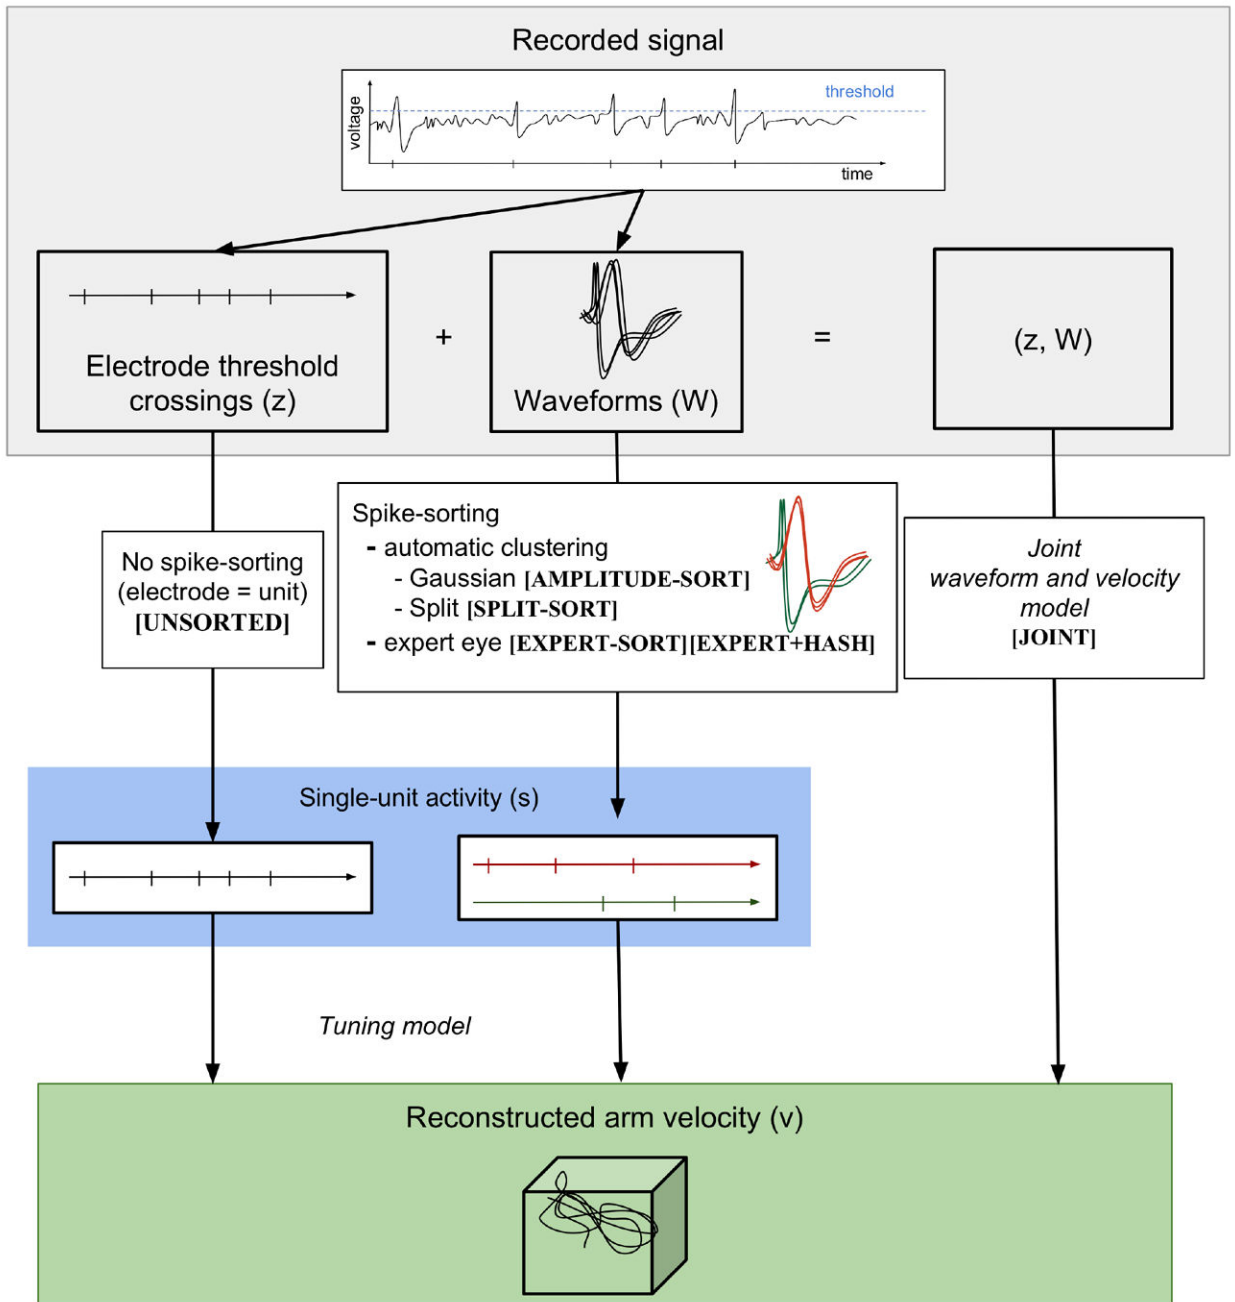 Recorded signal
threshold
voltage
time
Electrode threshold
crossings (z)
+
Waveforms (W)
=
(z, W)
No spike-sorting
(electrode = unit)
[UNSORTED]
Spike-sorting
- automatic clustering
- Gaussian [AMPLITUDE-SORT]
- Split [SPLIT-SORT]
- expert eye [EXPERT-SORT][EXPERT+HASH]
Joint
waveform and velocity
model
[JOINT]
Single-unit activity (s)
Tuning model
Reconstructed arm velocity (v)